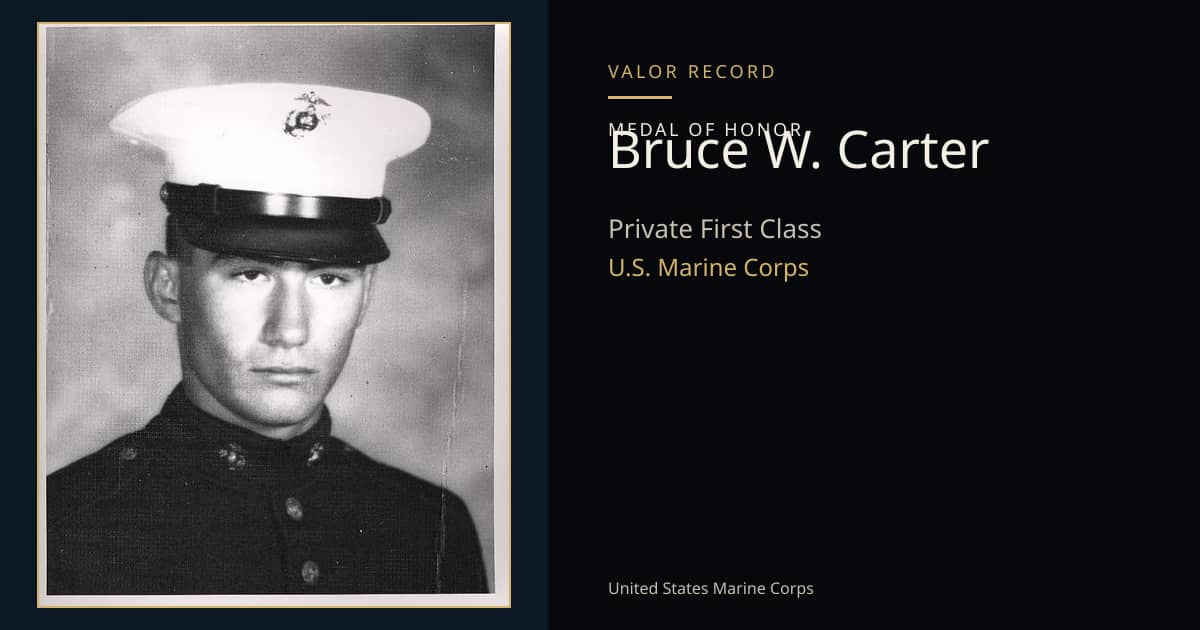 VALOR RECORD
MEDAL OF HONOR
Bruce W. Carter
Private First Class
U.S. Marine Corps
United States Marine Corps